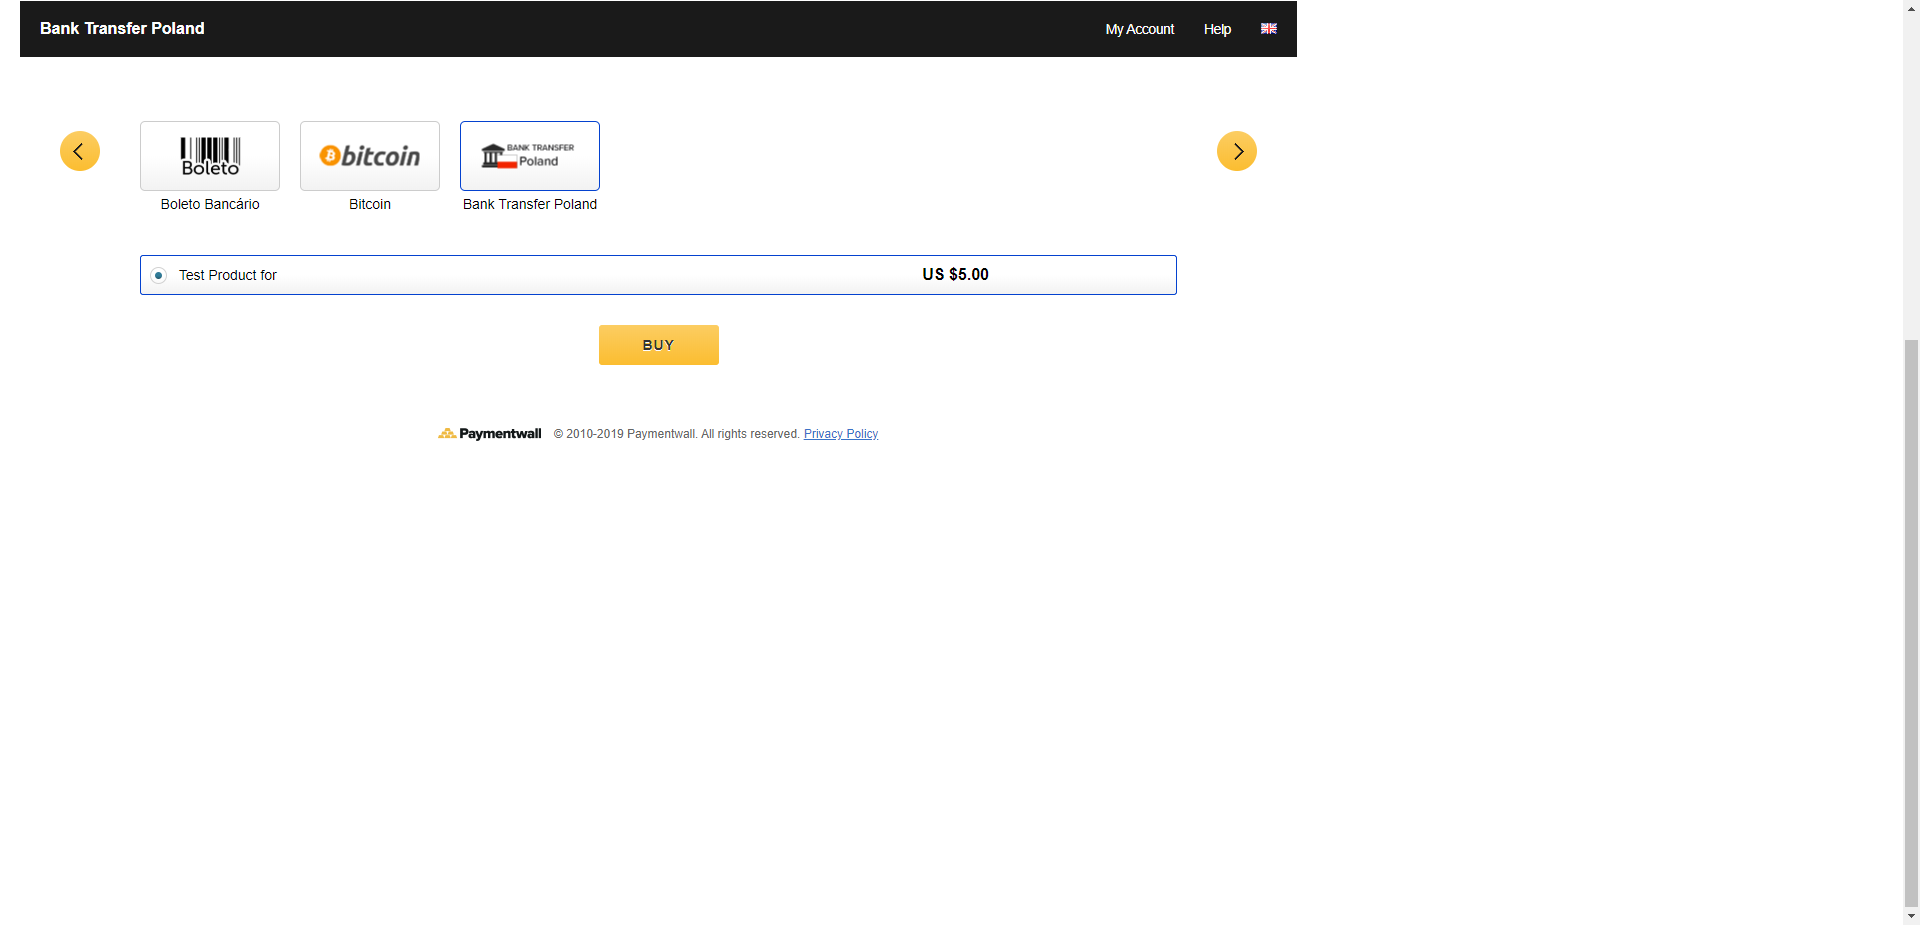 Bank Transfer Poland
My Account Help
Boleto
bitcoin
BANK TRANSFER
Poland
Boleto Bancário
Bitcoin
Bank Transfer Poland
Test Product for US $5.00
BUY
Paymentwall © 2010-2019 Paymentwall. All rights reserved. Privacy Policy